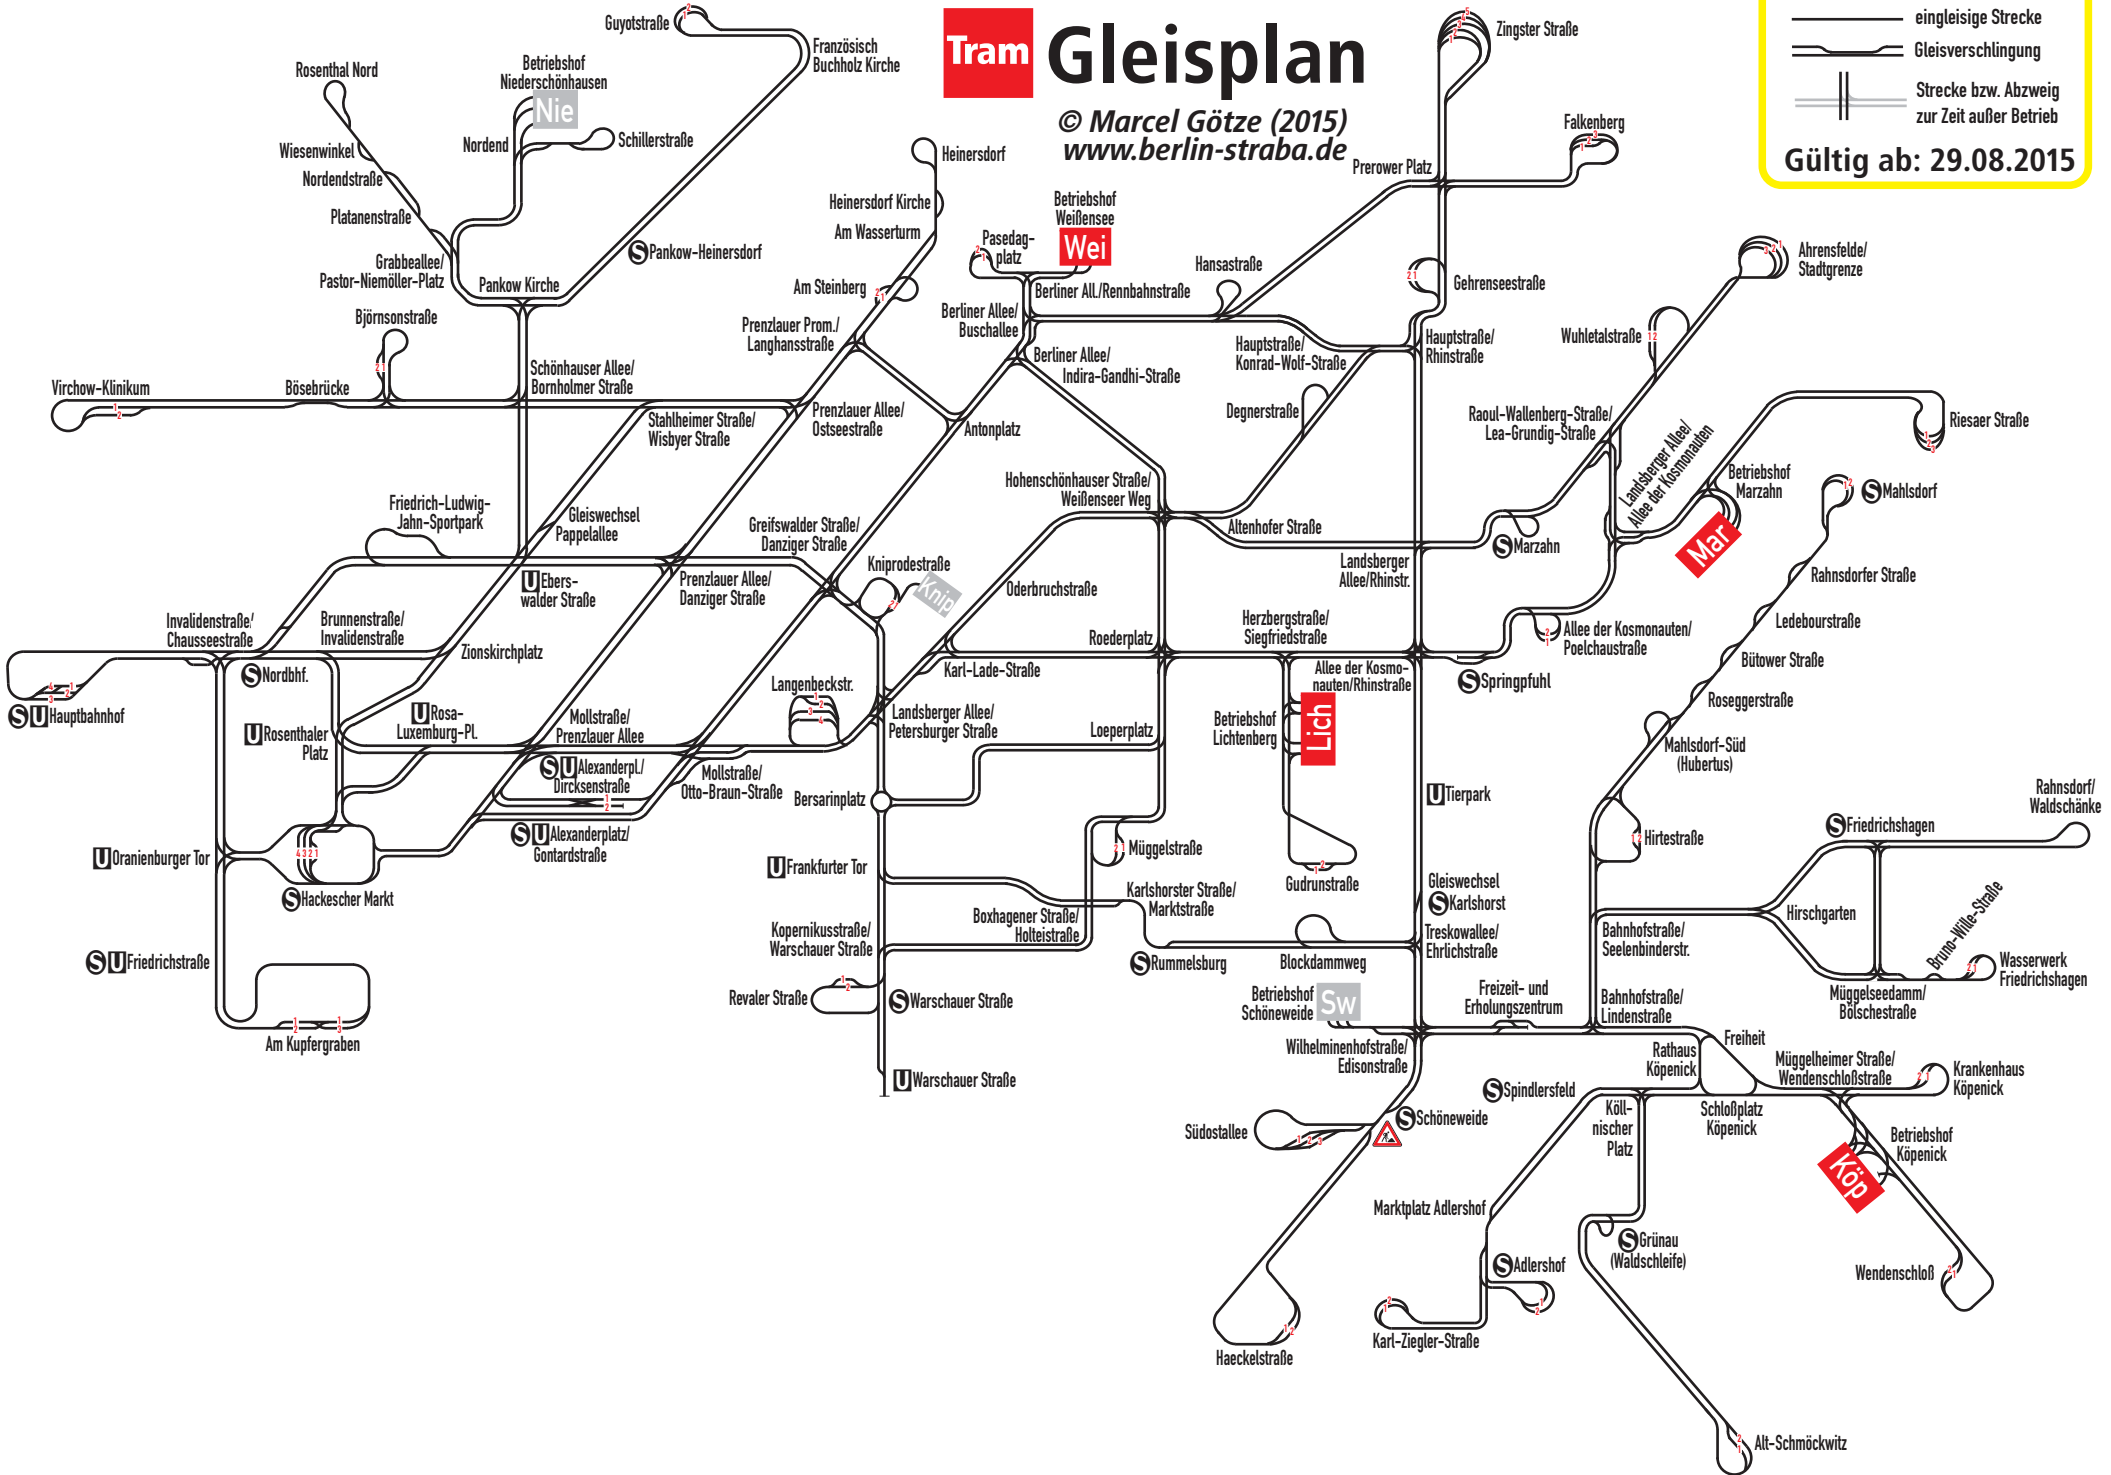 Tram Gleisplan
© Marcel Götze (2015)
www.berlin-straba.de
eingleisige Strecke
Gleisverschlingung
Strecke bzw. Abzweig
zur Zeit außer Betrieb
Gültig ab: 29.08.2015
Guyotstraße
Französisch
Buchholz Kirche
Zingster Straße
Rosenthal Nord
Betriebshof
Niederschönhausen
Nie
Nordend
Schillerstraße
Wiesenwinkel
Nordendstraße
Platanenstraße
Grabbeallee/
Pastor-Niemöller-Platz
Pankow Kirche
S Pankow-Heinersdorf
Heinersdorf
Heinersdorf Kirche
Am Wasserturm
Am Steinberg
Pasedag-
platz
Betriebshof
Weißensee
Wei
Berliner All./Rennbahnstraße
Berliner Allee/
Buschallee
Hansastraße
Prerower Platz
Falkenberg
Gehrenseestraße
Ahrensfelde/
Stadtgrenze
Wuhletalstraße
Björnsonstraße
Prenzlauer Prom./
Langhansstraße
Berliner Allee/
Indira-Gandhi-Straße
Hauptstraße/
Konrad-Wolf-Straße
Hauptstraße/
Rhinstraße
Virchow-Klinikum
Bösebrücke
Schönhauser Allee/
Bornholmer Straße
Stahlheimer Straße/
Wisbyer Straße
Prenzlauer Allee/
Ostseestraße
Antonplatz
Degnerstraße
Raoul-Wallenberg-Straße/
Lea-Grundig-Straße
Landsberger Allee/
Allee der Kosmonauten
Riesaer Straße
Betriebshof
Marzahn
Mar
S Mahlsdorf
Friedrich-Ludwig-
Jahn-Sportpark
Gleiswechsel
Pappelallee
Greifswalder Straße/
Danziger Straße
Hohenschönhauser Straße/
Weißenseer Weg
Altenhofer Straße
S Marzahn
Landsberger
Allee/Rhinstr.
U Ebers-
walder Straße
Prenzlauer Allee/
Danziger Straße
Kniprodestraße
Knip
Oderbruchstraße
Rahnsdorfer Straße
Ledebourstraße
Bütower Straße
Roseggerstraße
Mahlsdorf-Süd
(Hubertus)
Invalidenstraße/
Chausseestraße
Brunnenstraße/
Invalidenstraße
Zionskirchplatz
Roederplatz
Herzbergstraße/
Siegfriedstraße
Allee der Kosmonauten/
Poelchaustraße
S Nordbhf.
Karl-Lade-Straße
Allee der Kosmo-
nauten/Rhinstraße
S Springpfuhl
S U Hauptbahnhof
U Rosenthaler
Platz
U Rosa-
Luxemburg-Pl.
Mollstraße/
Prenzlauer Allee
Langenbeckstr.
Landsberger Allee/
Petersburger Straße
Loeperplatz
Betriebshof
Lichtenberg
Lich
S U Alexanderpl./
Dircksenstraße
Mollstraße/
Otto-Braun-Straße
Bersarinplatz
U Tierpark
Rahnsdorf/
Waldschänke
S U Alexanderplatz/
Gontardstraße
U Oranienburger Tor
S Hackescher Markt
U Frankfurter Tor
Müggelstraße
Gudrunstraße
Hirtestraße
S Friedrichshagen
Karlshorster Straße/
Marktstraße
Gleiswechsel
S Karlshorst
Boxhagener Straße/
Holteistraße
Kopernikusstraße/
Warschauer Straße
Treskowallee/
Ehrlichstraße
Bahnhofstraße/
Seelenbinderstr.
Hirschgarten
Bruno-Wille-Straße
S U Friedrichstraße
S Rummelsburg
Blockdammweg
Wasserwerk
Friedrichshagen
Revaler Straße
S Warschauer Straße
Betriebshof
Schöneweide
Sw
Freizeit- und
Erholungszentrum
Bahnhofstraße/
Lindenstraße
Müggelseedamm/
Bölschestraße
Am Kupfergraben
U Warschauer Straße
Wilhelminenhofstraße/
Edisonstraße
Rathaus
Köpenick
Freiheit
Müggelheimer Straße/
Wendenschloßstraße
Krankenhaus
Köpenick
S Spindlersfeld
Köll-
nischer
Platz
Schloßplatz
Köpenick
Südostallee
S Schöneweide
Betriebshof
Köpenick
Köp
Marktplatz Adlershof
S Grünau
(Waldschleife)
S Adlershof
Wendenschloß
Haeckelstraße
Karl-Ziegler-Straße
Alt-Schmöckwitz